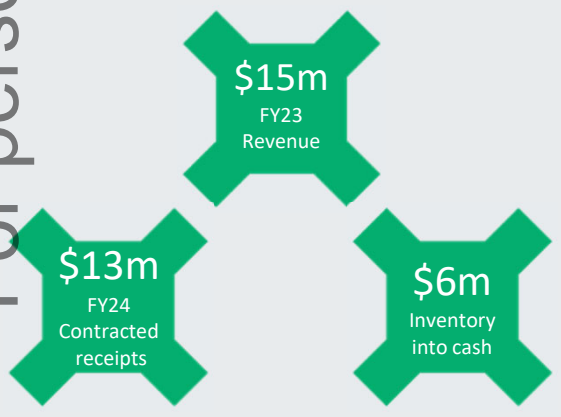 $15m
FY23
Revenue
$13m
FY24
Contracted
receipts
$6m
Inventory
into cash